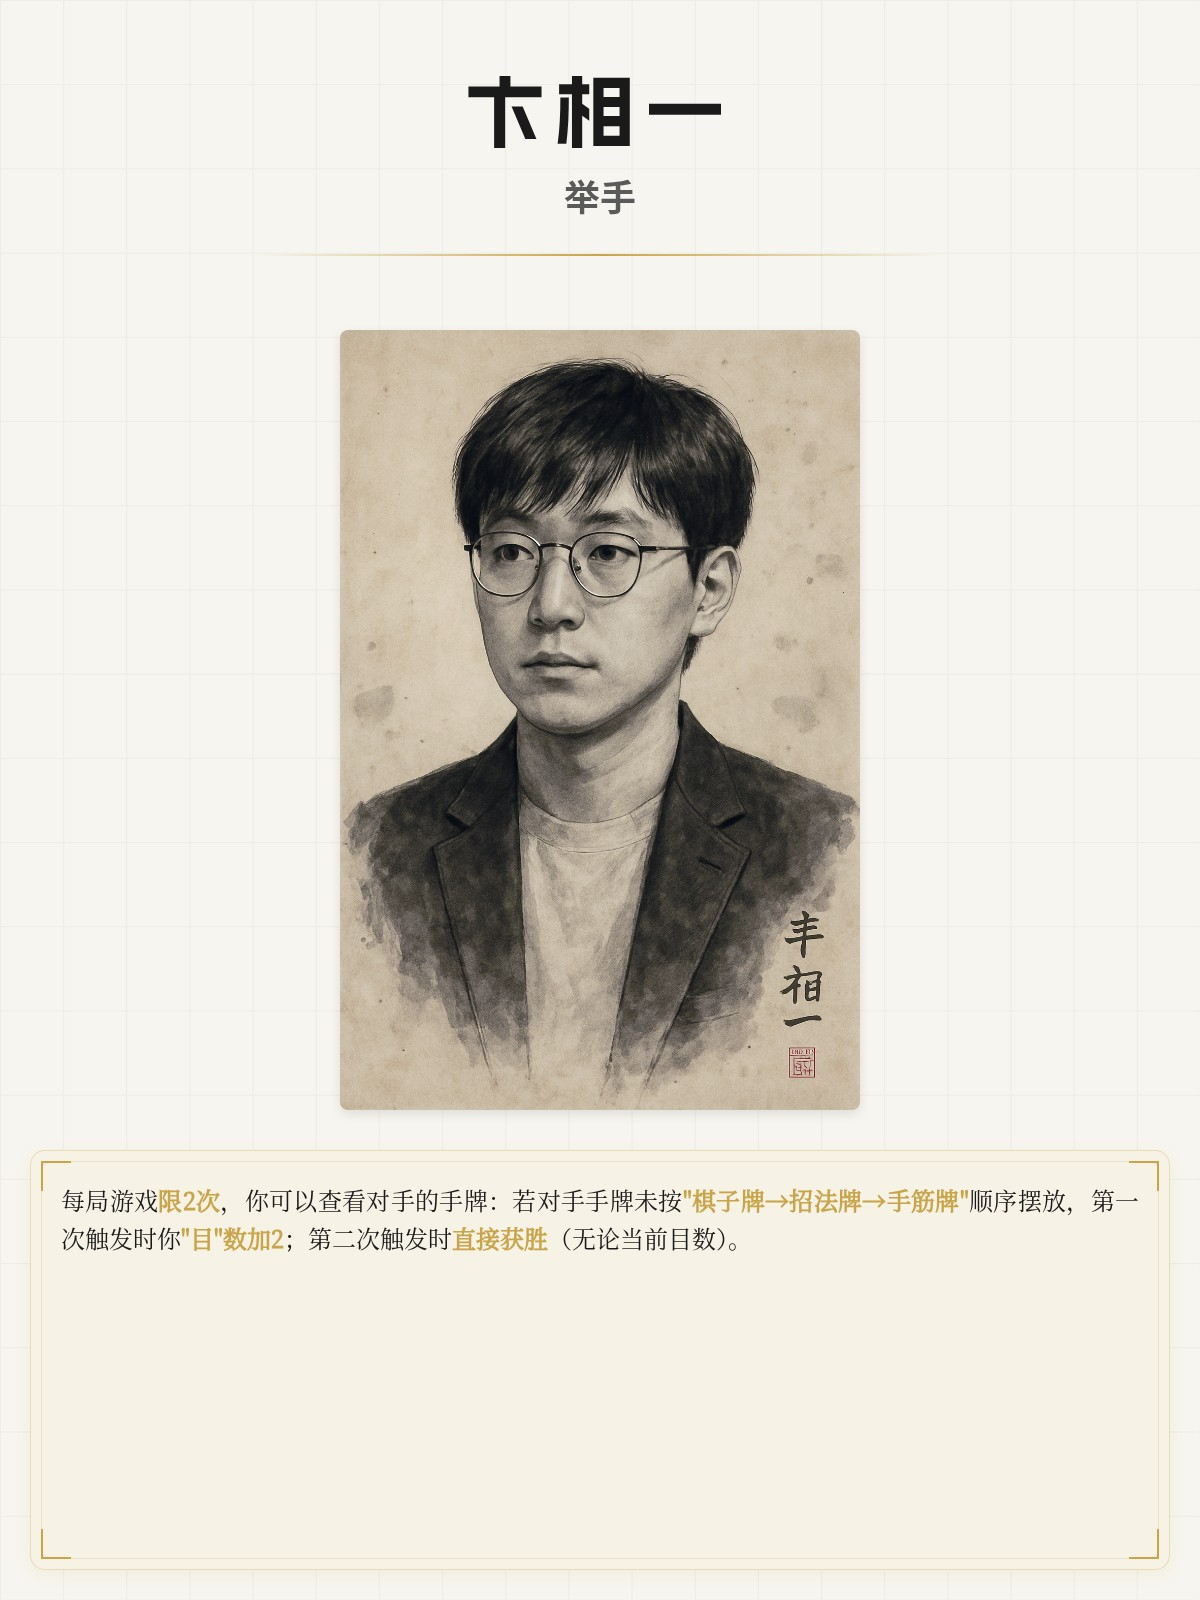 卞相一
举手
丰相一
每局游戏限2次，你可以查看对手的手牌：若对手手牌未按"棋子牌→招法牌→手筋牌"顺序摆放，第一
次触发时你"目"数加2；第二次触发时直接获胜（无论当前目数）。